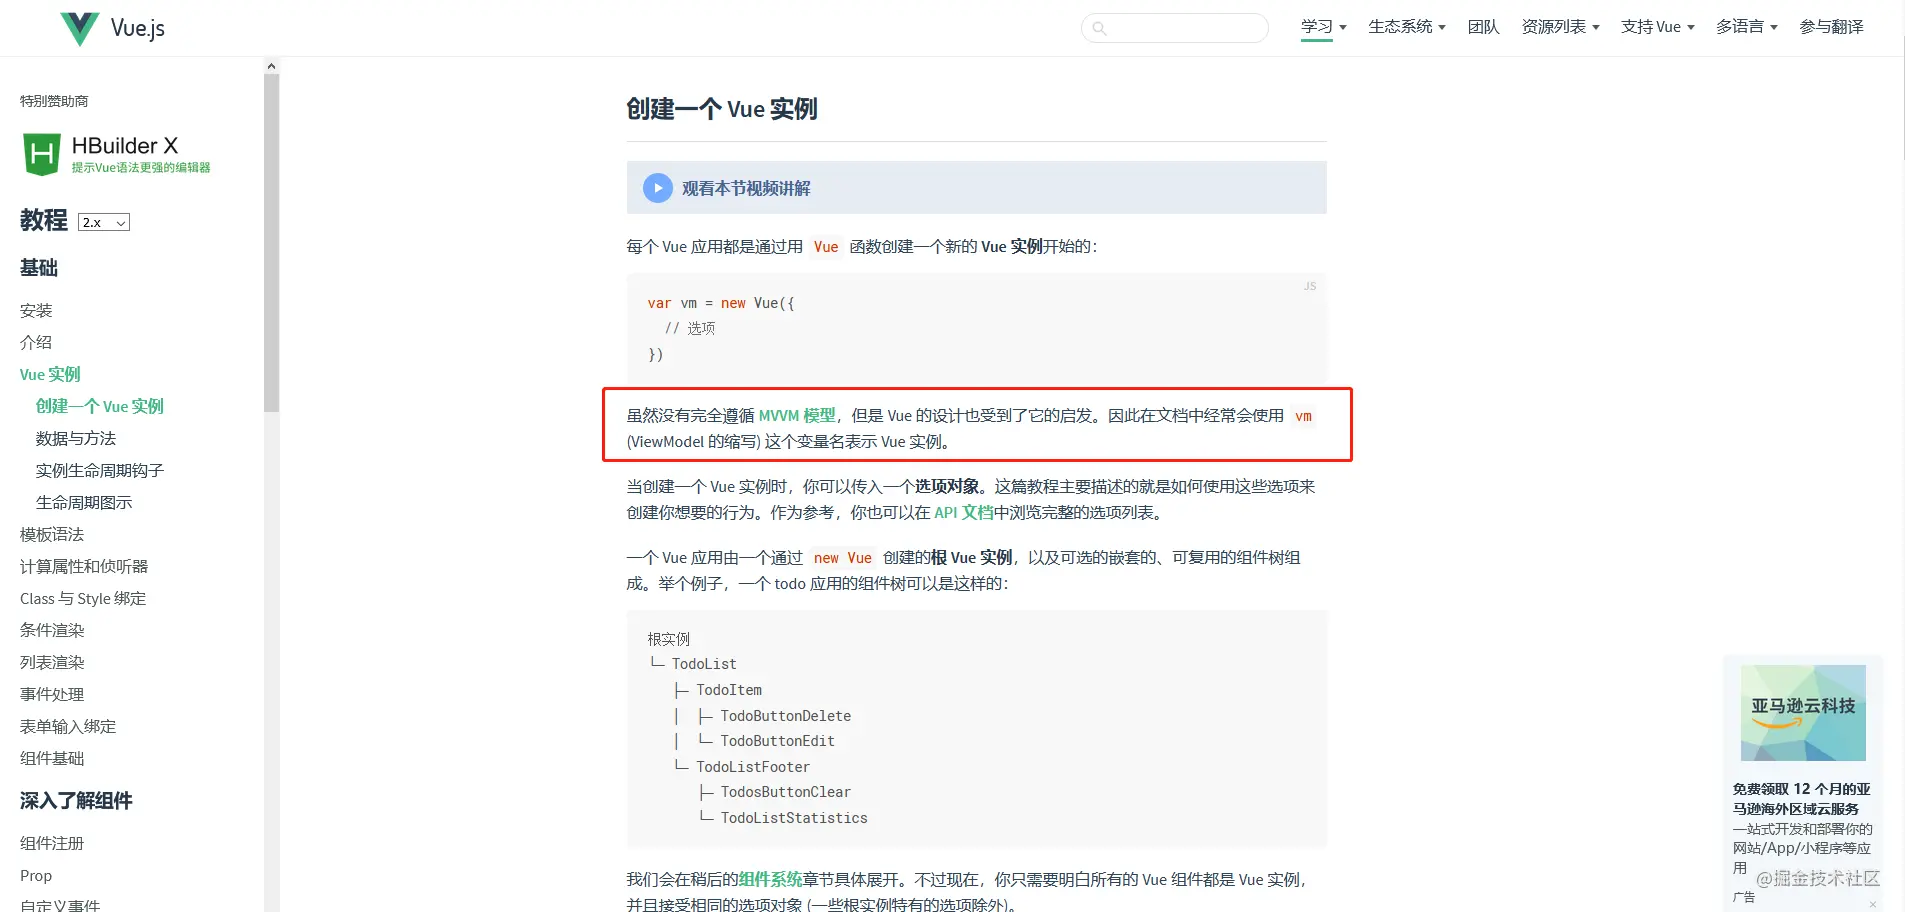 Vue.js
学习 生态系统 团队 资源列表 支持 Vue 多语言 参与翻译
特别赞助商
HBuilder X
提示Vue语法更强的编辑器
教程 2.x
基础
安装
介绍
Vue 实例
创建一个 Vue 实例
数据与方法
实例生命周期钩子
生命周期图示
模板语法
计算属性和侦听器
Class 与 Style 绑定
条件渲染
列表渲染
事件处理
表单输入绑定
组件基础
深入了解组件
组件注册
Prop
自定义事件
创建一个 Vue 实例
观看本节视频讲解
每个 Vue 应用都是通过用 Vue 函数创建一个新的 Vue 实例开始的：
JS
var vm = new Vue({
// 选项
})
虽然没有完全遵循 MVVM 模型，但是 Vue 的设计也受到了它的启发。因此在文档中经常会使用 vm
(ViewModel 的缩写) 这个变量名表示 Vue 实例。
当创建一个 Vue 实例时，你可以传入一个选项对象。这篇教程主要描述的就是如何使用这些选项来
创建你想要的行为。作为参考，你也可以在 API 文档中浏览完整的选项列表。
一个 Vue 应用由一个通过 new Vue 创建的根 Vue 实例，以及可选的嵌套的、可复用的组件树组
成。举个例子，一个 todo 应用的组件树可以是这样的：
根实例
└─ TodoList
   ├─ TodoItem
   │  ├─ TodoButtonDelete
   │  └─ TodoButtonEdit
   └─ TodoListFooter
      ├─ TodosButtonClear
      └─ TodoListStatistics
我们会在稍后的组件系统章节具体展开。不过现在，你只需要明白所有的 Vue 组件都是 Vue 实例，
并且接受相同的选项对象 (一些根实例特有的选项除外)。
亚马逊云科技
免费领取 12 个月的亚
马逊海外区域云服务
一站式开发和部署你的
网站/App/小程序等应
用
广告
@掘金技术社区